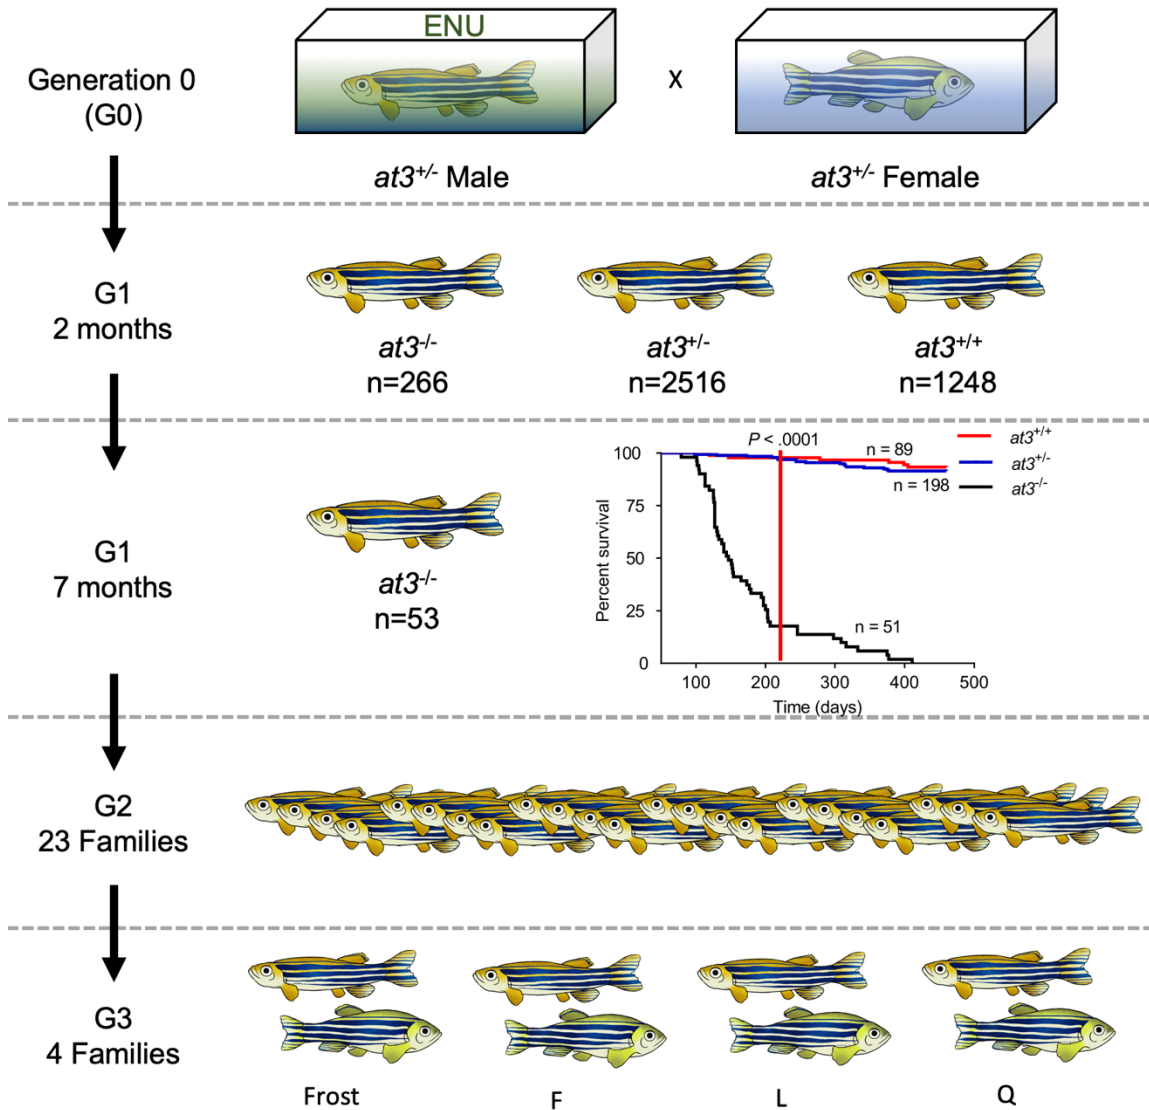 ENU
Generation 0
(G0)
X
at3+/- Male
at3+/- Female
G1
2 months
at3-/-
n=266
at3+/-
n=2516
at3+/+
n=1248
G1
7 months
at3-/-
n=53
P < .0001
n = 89
at3+/+
at3+/-
n = 198
at3-/-
100
75
50
25
0
Percent survival
n = 51
100
200
300
400
500
Time (days)
G2
23 Families
G3
4 Families
Frost
F
L
Q